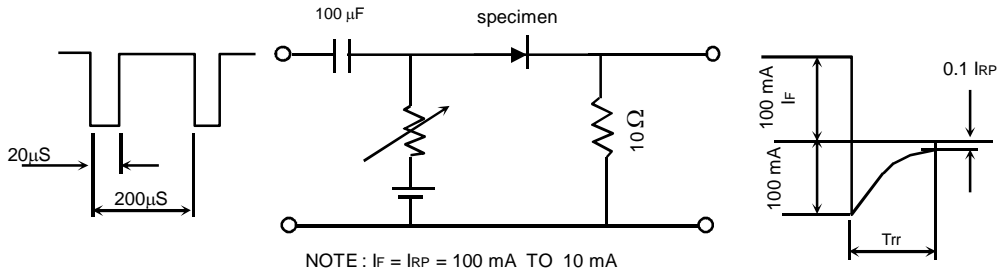 100 μF
specimen
20μS
200μS
10 Ω
100 mA
IF
100 mA
0.1 IRP
Trr
NOTE : IF = IRP = 100 mA TO 10 mA